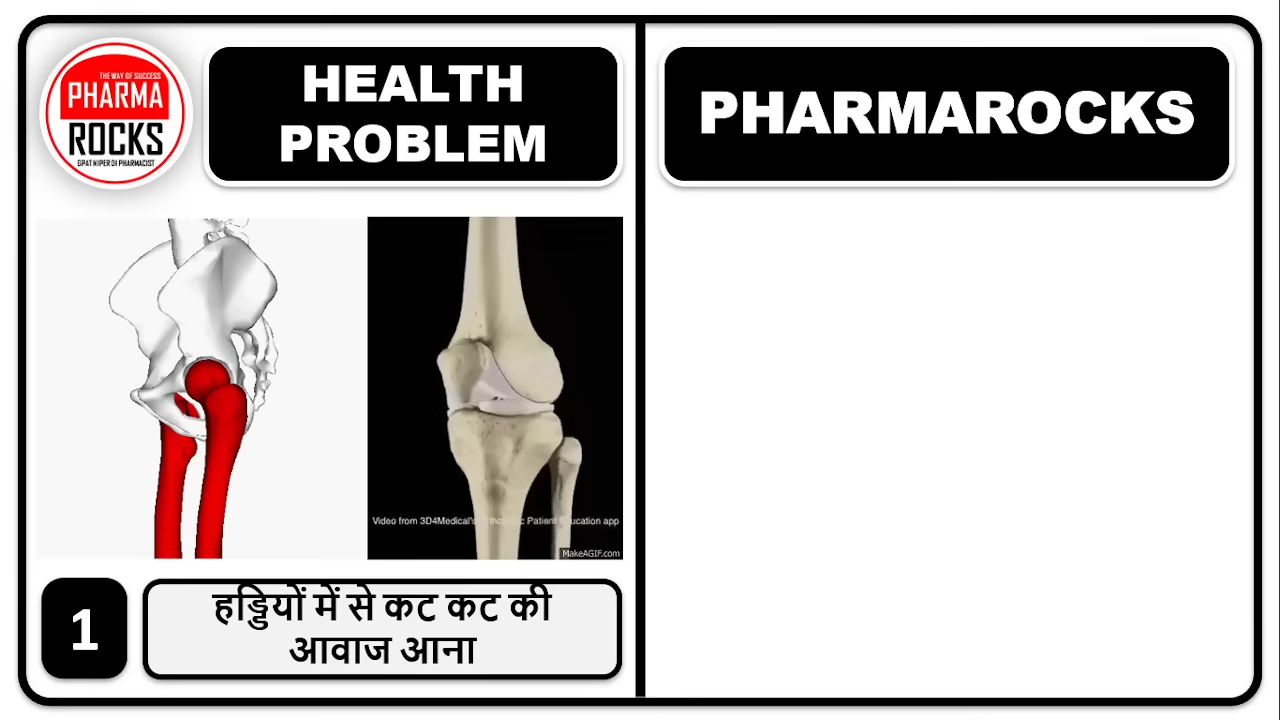 THE WAY OF SUCCESS
PHARMA
ROCKS
GPAT NIPER DI PHARMACIST
HEALTH
PROBLEM
PHARMAROCKS
Video from 3D4Medical's Patient ucation app
MakeAGIF.com
1
हड्डियों में से कट कट की
आवाज आना